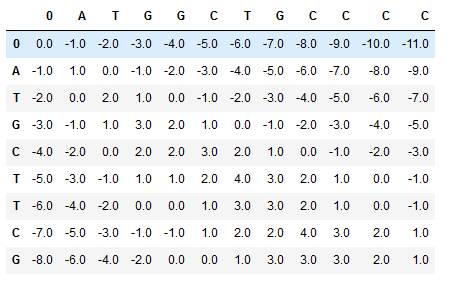 0 A T G G C T G C C C C
0 0.0 -1.0 -2.0 -3.0 -4.0 -5.0 -6.0 -7.0 -8.0 -9.0 -10.0 -11.0
A -1.0 1.0 0.0 -1.0 -2.0 -3.0 -4.0 -5.0 -6.0 -7.0 -8.0 -9.0
T -2.0 0.0 2.0 1.0 0.0 -1.0 -2.0 -3.0 -4.0 -5.0 -6.0 -7.0
G -3.0 -1.0 1.0 3.0 2.0 1.0 0.0 -1.0 -2.0 -3.0 -4.0 -5.0
C -4.0 -2.0 0.0 2.0 2.0 3.0 2.0 1.0 0.0 -1.0 -2.0 -3.0
T -5.0 -3.0 -1.0 1.0 1.0 2.0 4.0 3.0 2.0 1.0 0.0 -1.0
T -6.0 -4.0 -2.0 0.0 0.0 1.0 3.0 3.0 2.0 1.0 0.0 -1.0
C -7.0 -5.0 -3.0 -1.0 -1.0 1.0 2.0 2.0 4.0 3.0 2.0 1.0
G -8.0 -6.0 -4.0 -2.0 0.0 0.0 1.0 3.0 3.0 3.0 2.0 1.0